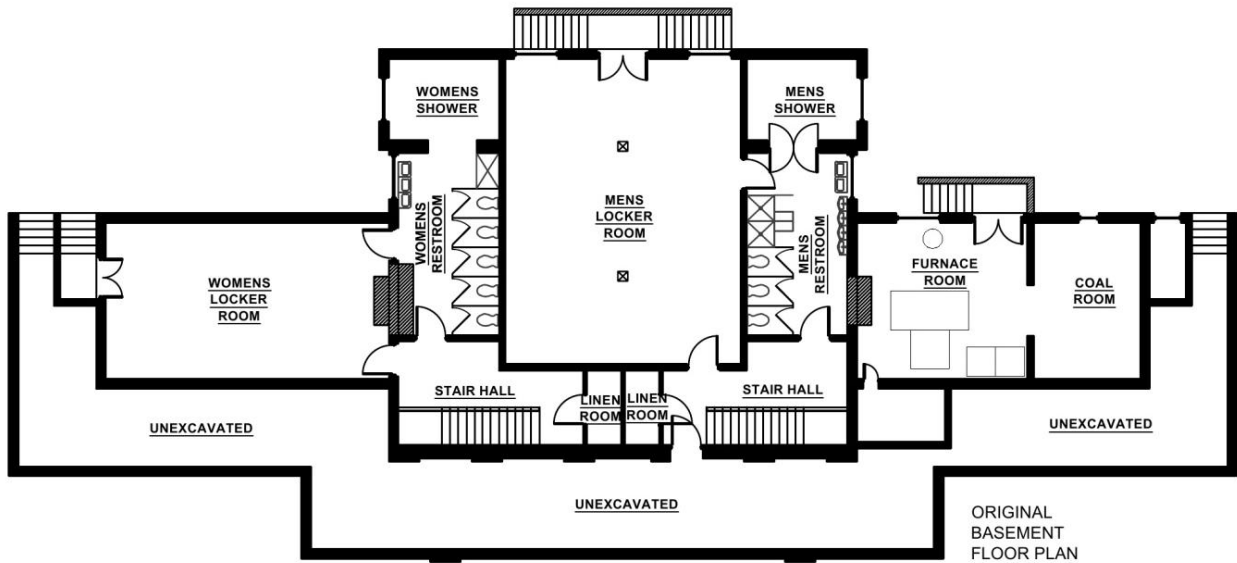 WOMENS
SHOWER
MENS
SHOWER
WOMENS
RESTROOM
MENS
LOCKER
ROOM
MENS
RESTROOM
WOMENS
LOCKER
ROOM
FURNACE
ROOM
COAL
ROOM
STAIR HALL
LINEN
ROOM
LINEN
ROOM
STAIR HALL
UNEXCAVATED
UNEXCAVATED
UNEXCAVATED
ORIGINAL
BASEMENT
FLOOR PLAN